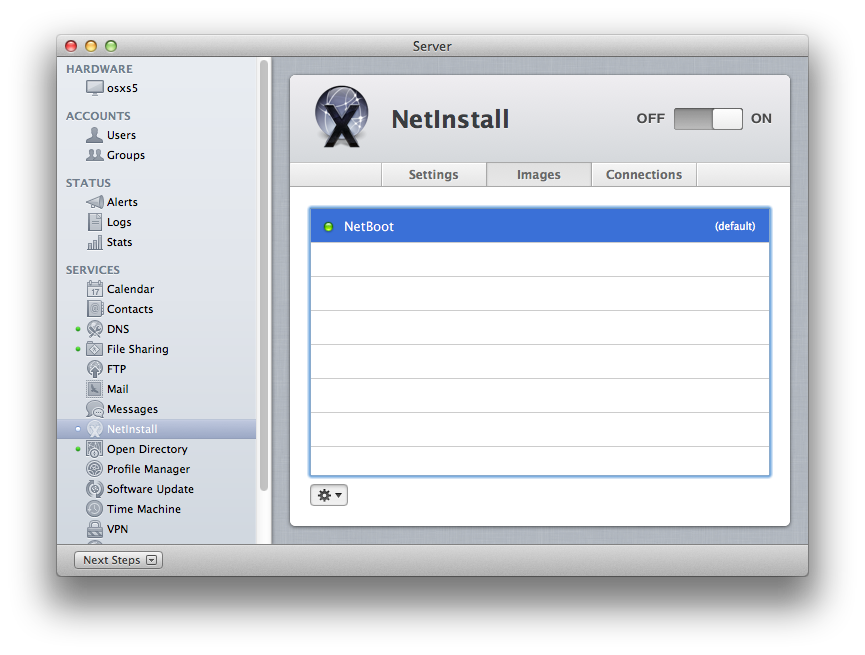 Server
HARDWARE
osxs5
ACCOUNTS
Users
Groups
STATUS
Alerts
Logs
Stats
SERVICES
17
Calendar
Contacts
DNS
File Sharing
FTP
Mail
Messages
NetInstall
Open Directory
Profile Manager
Software Update
Time Machine
VPN
Next Steps
X
NetInstall
OFF ON
Settings Images Connections
NetBoot (default)